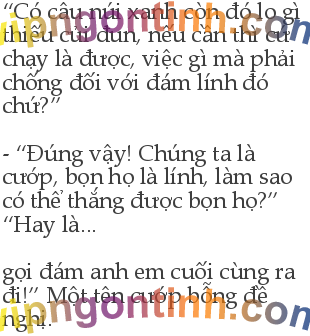 “Có câu núi xanh còn đó lo gì
thiếu củi đun, nếu cần thì cứ
chạy là được, việc gì mà phải
chống đối với đám lính đó
chứ?”
- “Đúng vậy! Chúng ta là
cướp, bọn họ là lính, làm sao
có thể thắng được bọn họ?”
“Hay là...
gọi đám anh em cuối cùng ra
đi!” Một tên cướp bỗng đề
nghị.